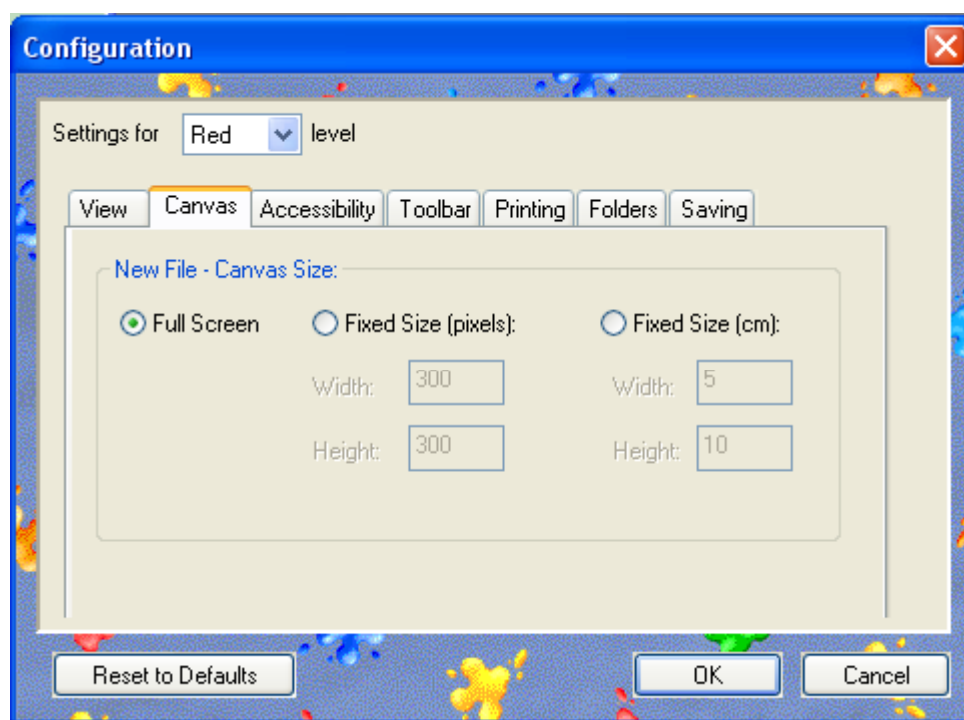 Configuration
Settings for Red level
View Canvas Accessibility Toolbar Printing Folders Saving
New File - Canvas Size:
Full Screen Fixed Size (pixels): Fixed Size (cm):
Width: 300 Width: 5
Height: 300 Height: 10
Reset to Defaults OK Cancel